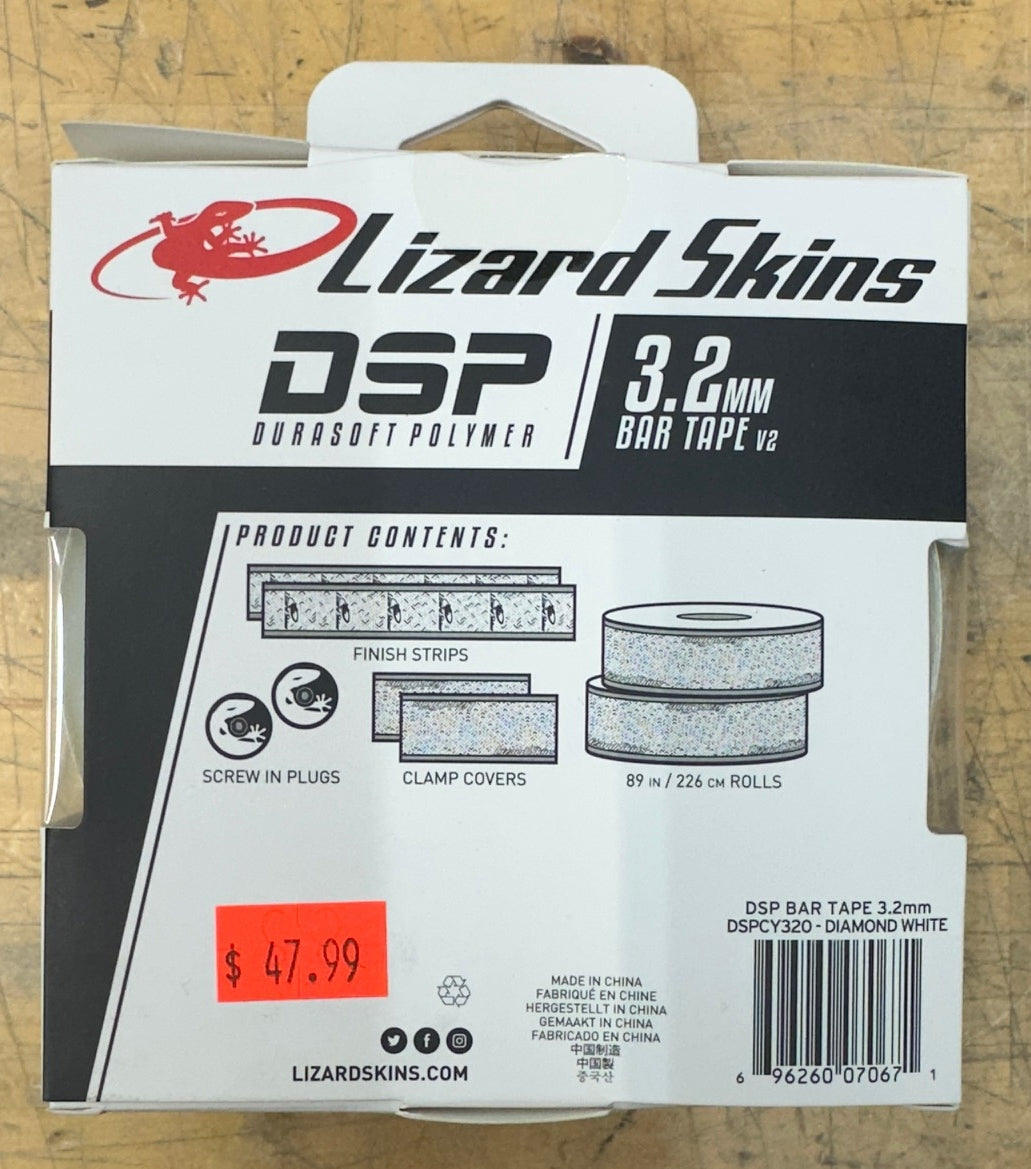 Lizard Skins
DSP
DURASOFT POLYMER
3.2MM
BAR TAPE V2
PRODUCT CONTENTS:
FINISH STRIPS
SCREW IN PLUGS
CLAMP COVERS
89 IN / 226 CM ROLLS
$ 47.99
DSP BAR TAPE 3.2mm
DSPCY320 - DIAMOND WHITE
MADE IN CHINA
FABRIQUÉ EN CHINE
HERGESTELLT IN CHINA
GEMAAKT IN CHINA
FABRICADO EN CHINA
中国制造
中国製
중국산
LIZARDSKINS.COM
6 96260 07067 1